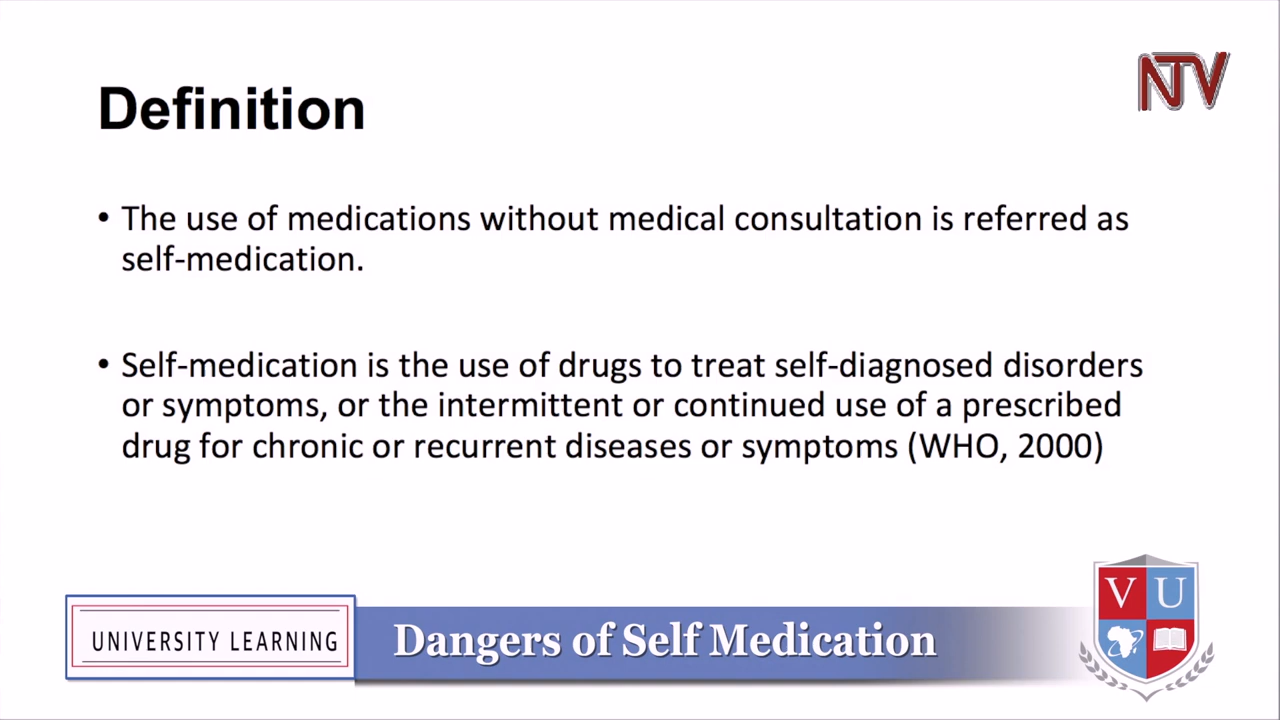 NTV
Definition
• The use of medications without medical consultation is referred as
self-medication.
• Self-medication is the use of drugs to treat self-diagnosed disorders
or symptoms, or the intermittent or continued use of a prescribed
drug for chronic or recurrent diseases or symptoms (WHO, 2000)
UNIVERSITY LEARNING
Dangers of Self Medication
V U